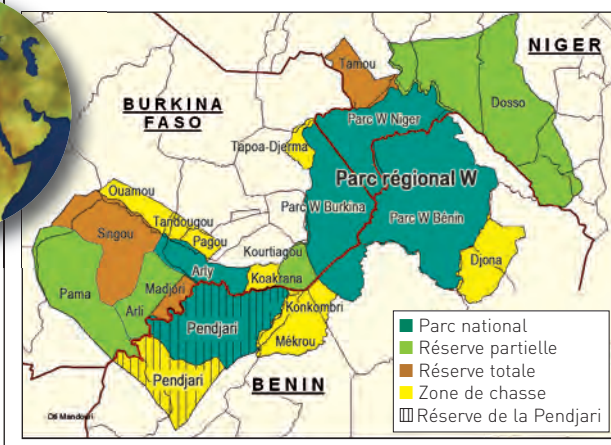 NIGER
BURKINA
FASO
Tamou
Dosso
Parc W Niger
Tapoa-Djerma
Parc régional W
Ouamou
Tandougou
Pagou
Parc W Burkina
Parc W Bénin
Singou
Kourtiagou
Arly
Koakrana
Djona
Pama
Madjori
Arli
Konkombri
Pendjari
Mékrou
Pendjari
BENIN
Parc national
Réserve partielle
Réserve totale
Zone de chasse
Réserve de la Pendjari